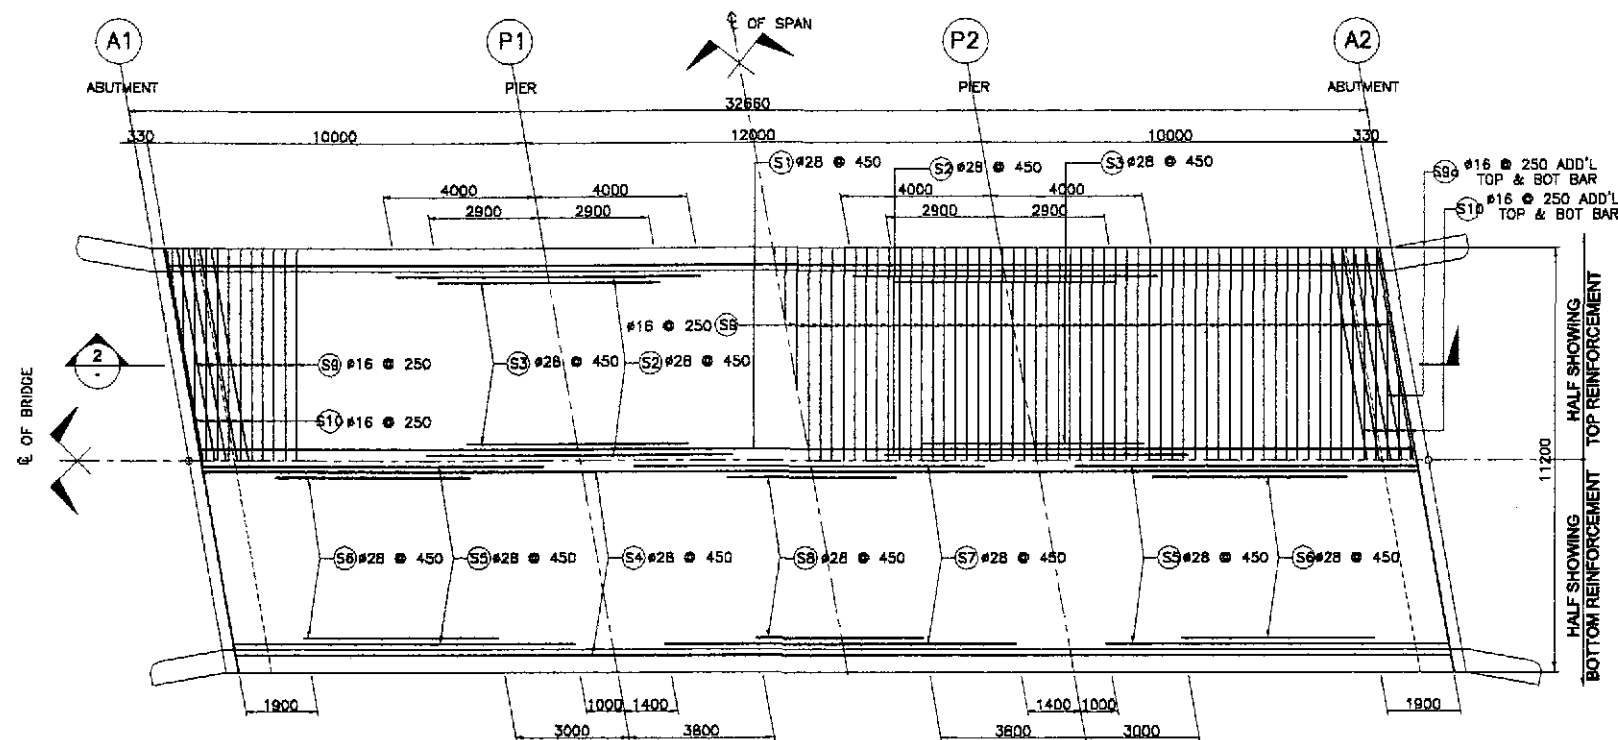 ℄ OF SPAN
A1
P1
P2
A2
ABUTMENT
PIER
PIER
ABUTMENT
32660
330
10000
12000
10000
330
S1 ø28 @ 450
S2 ø28 @ 450
S3 ø28 @ 450
S9a ø16 @ 250 ADD'L
TOP & BOT BAR
S10 ø16 @ 250 ADD'L
TOP & BOT BAR
4000
4000
4000
4000
2900
2900
2900
2900
ø16 @ 250
2
-
S9 ø16 @ 250
S3 ø28 @ 450
S2 ø28 @ 450
S10 ø16 @ 250
℄ OF BRIDGE
HALF SHOWING
TOP REINFORCEMENT
11200
HALF SHOWING
BOTTOM REINFORCEMENT
S6 ø28 @ 450
S5 ø28 @ 450
S4 ø28 @ 450
S8 ø28 @ 450
S7 ø28 @ 450
S5 ø28 @ 450
S6 ø28 @ 450
1900
1000
1400
1400
1000
1900
3000
3800
3800
3000